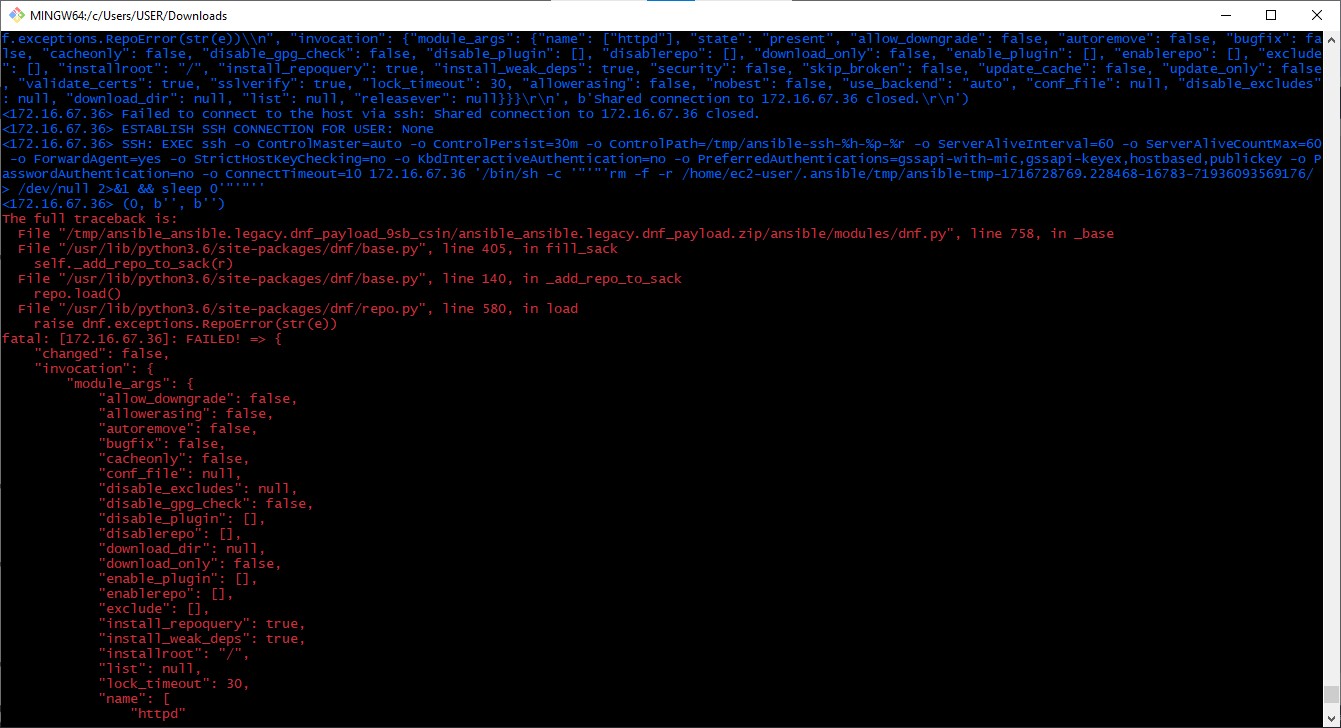 MINGW64:/c/Users/USER/Downloads
f.exceptions.RepoError(str(e))\\n", "invocation": {"module_args": {"name": ["httpd"], "state": "present", "allow_downgrade": false, "autoremove": false, "bugfix": fa
lse, "cacheonly": false, "disable_gpg_check": false, "disable_plugin": [], "disablerepo": [], "download_only": false, "enable_plugin": [], "enablerepo": [], "exclude
": [], "installroot": "/", "install_repoquery": true, "install_weak_deps": true, "security": false, "skip_broken": false, "update_cache": false, "update_only": false
, "validate_certs": true, "sslverify": true, "lock_timeout": 30, "allowerasing": false, "nobest": false, "use_backend": "auto", "conf_file": null, "disable_excludes"
: null, "download_dir": null, "list": null, "releasever": null}}}\r\n', b'Shared connection to 172.16.67.36 closed.\r\n')
<172.16.67.36> Failed to connect to the host via ssh: Shared connection to 172.16.67.36 closed.
<172.16.67.36> ESTABLISH SSH CONNECTION FOR USER: None
<172.16.67.36> SSH: EXEC ssh -o ControlMaster=auto -o ControlPersist=30m -o ControlPath=/tmp/ansible-ssh-%h-%p-%r -o ServerAliveInterval=60 -o ServerAliveCountMax=60
 -o ForwardAgent=yes -o StrictHostKeyChecking=no -o KbdInteractiveAuthentication=no -o PreferredAuthentications=gssapi-with-mic,gssapi-keyex,hostbased,publickey -o P
asswordAuthentication=no -o ConnectTimeout=10 172.16.67.36 '/bin/sh -c '"'"'rm -f -r /home/ec2-user/.ansible/tmp/ansible-tmp-1716728769.228468-16783-71936093569176/
> /dev/null 2>&1 && sleep 0'"'"''
<172.16.67.36> (0, b'', b'')
The full traceback is:
  File "/tmp/ansible_ansible.legacy.dnf_payload_9sb_csin/ansible_ansible.legacy.dnf_payload.zip/ansible/modules/dnf.py", line 758, in _base
  File "/usr/lib/python3.6/site-packages/dnf/base.py", line 405, in fill_sack
    self._add_repo_to_sack(r)
  File "/usr/lib/python3.6/site-packages/dnf/base.py", line 140, in _add_repo_to_sack
    repo.load()
  File "/usr/lib/python3.6/site-packages/dnf/repo.py", line 580, in load
    raise dnf.exceptions.RepoError(str(e))
fatal: [172.16.67.36]: FAILED! => {
    "changed": false,
    "invocation": {
        "module_args": {
            "allow_downgrade": false,
            "allowerasing": false,
            "autoremove": false,
            "bugfix": false,
            "cacheonly": false,
            "conf_file": null,
            "disable_excludes": null,
            "disable_gpg_check": false,
            "disable_plugin": [],
            "disablerepo": [],
            "download_dir": null,
            "download_only": false,
            "enable_plugin": [],
            "enablerepo": [],
            "exclude": [],
            "install_repoquery": true,
            "install_weak_deps": true,
            "installroot": "/",
            "list": null,
            "lock_timeout": 30,
            "name": [
                "httpd"